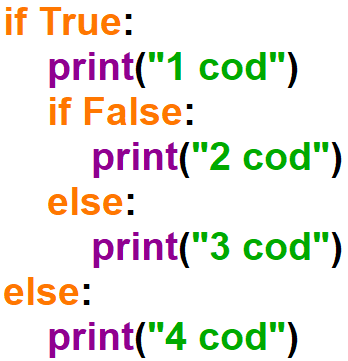 if True:
    print("1 cod")
    if False:
        print("2 cod")
    else:
        print("3 cod")
else:
    print("4 cod")